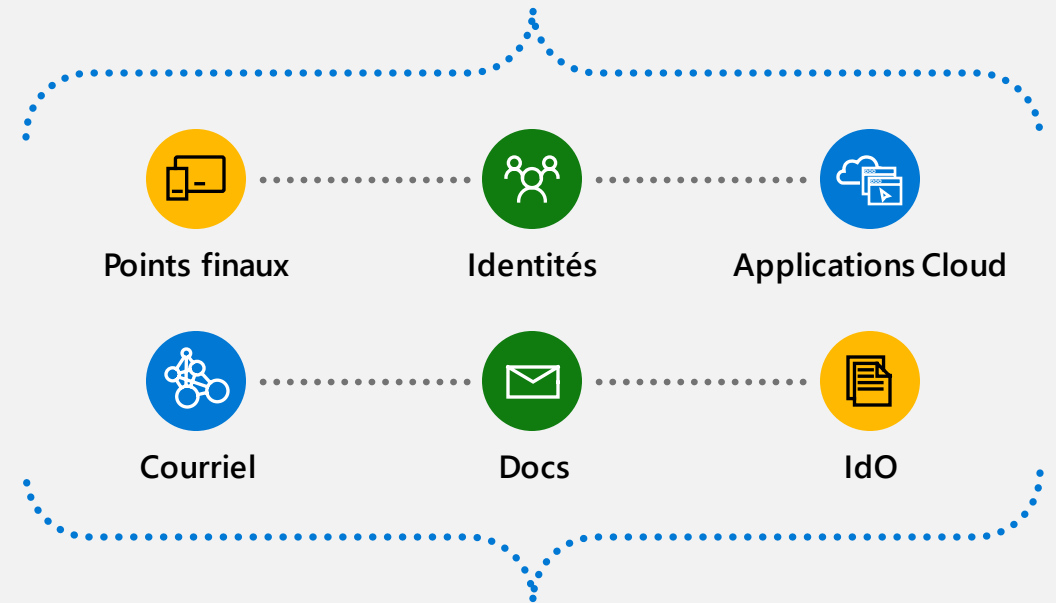 Points finaux
Identités
Applications Cloud
Courriel
Docs
IdO